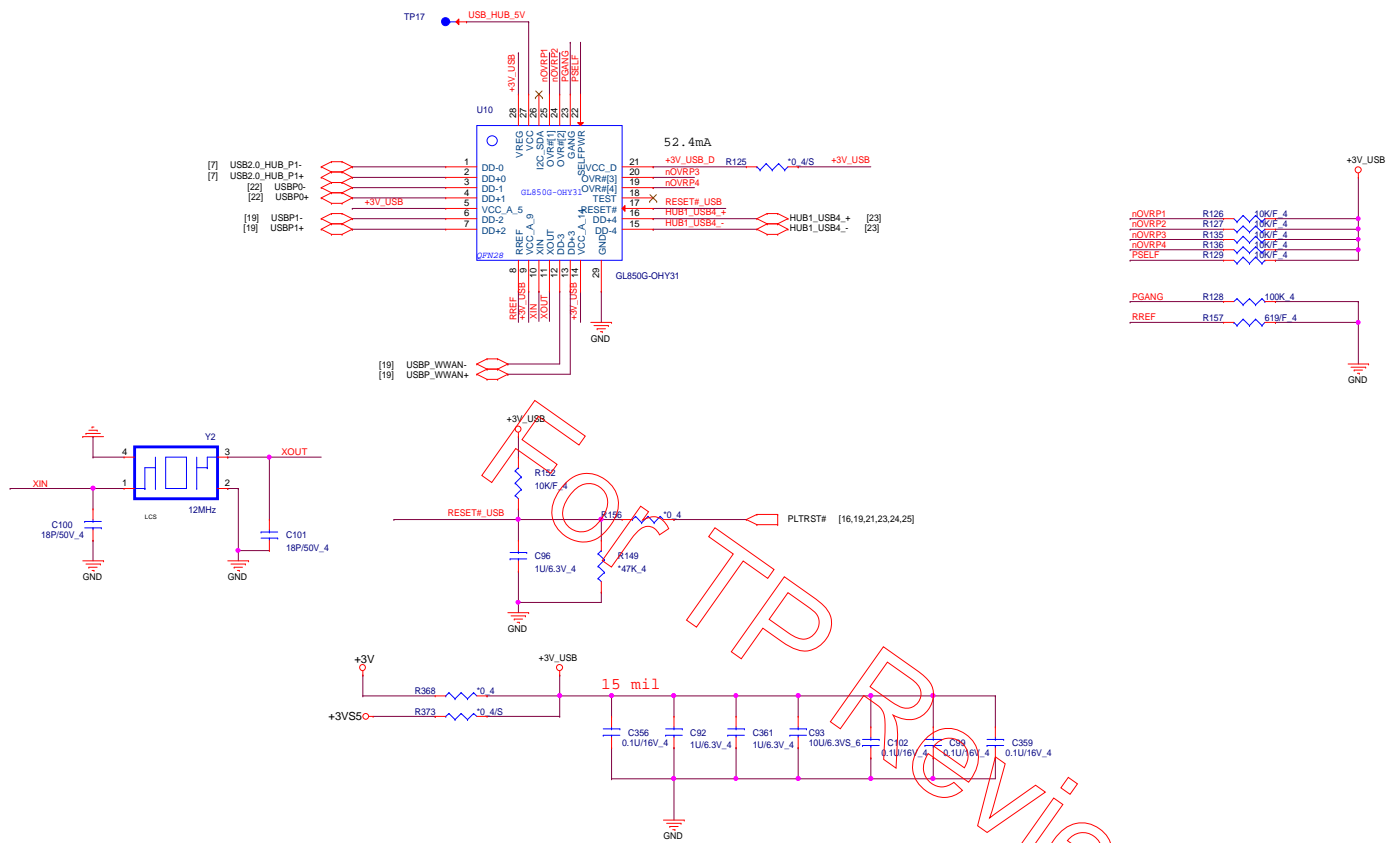 TP17
USB_HUB_5V
+3V_USB
nOVRP1
nOVRP2
PGANG
PSELF
U10
28
27
26
25
24
23
22
VREG
VCC
I2C_SDA
OVR#[1]
OVR#[2]
GANG
SELFPWR
52.4mA
[7] USB2.0_HUB_P1- 1 DD-0
[7] USB2.0_HUB_P1+ 2 DD+0
[22] USBP0- 3 DD-1
[22] USBP0+ 4 DD+1
+3V_USB 5 VCC_A_5
[19] USBP1- 6 DD-2
[19] USBP1+ 7 DD+2
GL850G-OHY31
VCC_D 21 +3V_USB_D R125 *0_4/S +3V_USB
OVR#[3] 20 nOVRP3
OVR#[4] 19 nOVRP4
TEST 18
RESET# 17 RESET#_USB
DD+4 16 HUB1_USB4_+ HUB1_USB4_+ [23]
DD-4 15 HUB1_USB4_- HUB1_USB4_- [23]
RREF
VCC_A_9
XIN
XOUT
DD-3
DD+3
VCC_A_14
GND
QFN28
GL850G-OHY31
8
9
10
11
12
13
14
29
RREF
+3V_USB
XIN
XOUT
+3V_USB
GND
[19] USBP_WWAN-
[19] USBP_WWAN+
+3V_USB
nOVRP1 R126 10K/F_4
nOVRP2 R127 10K/F_4
nOVRP3 R135 10K/F_4
nOVRP4 R136 10K/F_4
PSELF R129 10K/F_4
PGANG R128 100K_4
RREF R157 619/F_4
GND
Y2
4
3
XOUT
XIN
1
2
LCS
12MHz
C100
18P/50V_4
C101
18P/50V_4
GND
GND
+3V_USB
R152
10K/F_4
RESET#_USB
R156 *0_4
PLTRST# [16,19,21,23,24,25]
C96
1U/6.3V_4
R149
*47K_4
GND
+3V
+3V_USB
15 mil
R368 *0_4
+3VS5 R373 *0_4/S
C356
0.1U/16V_4
C92
1U/6.3V_4
C361
1U/6.3V_4
C93
10U/6.3VS_6
C102
0.1U/16V_4
C99
0.1U/16V_4
C359
0.1U/16V_4
GND
For TP Revi